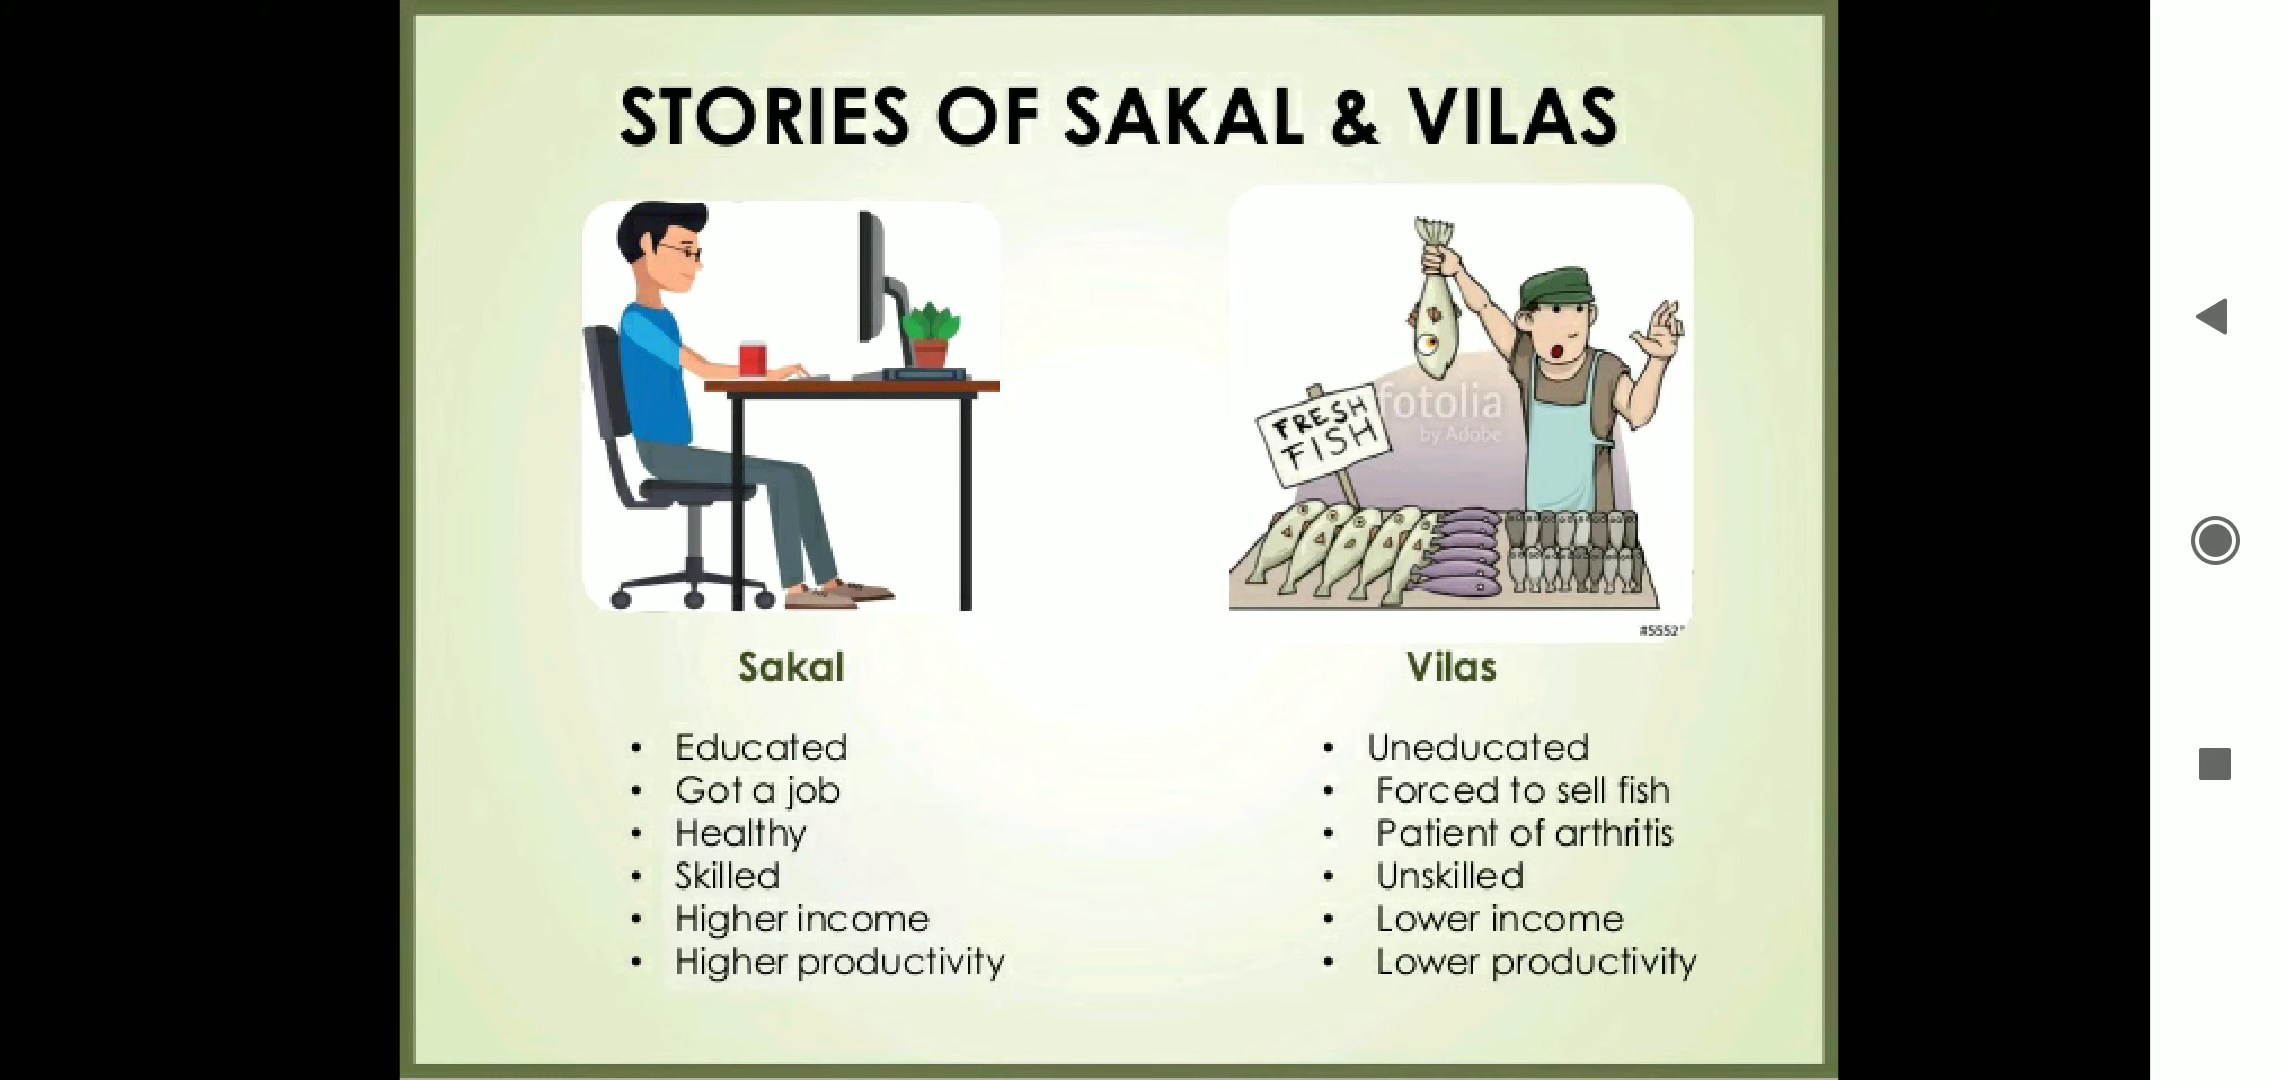 STORIES OF SAKAL & VILAS
FRESH
FISH
fotolia
by Adobe
#5552"
Sakal
• Educated
• Got a job
• Healthy
• Skilled
• Higher income
• Higher productivity
Vilas
• Uneducated
• Forced to sell fish
• Patient of arthritis
• Unskilled
• Lower income
• Lower productivity